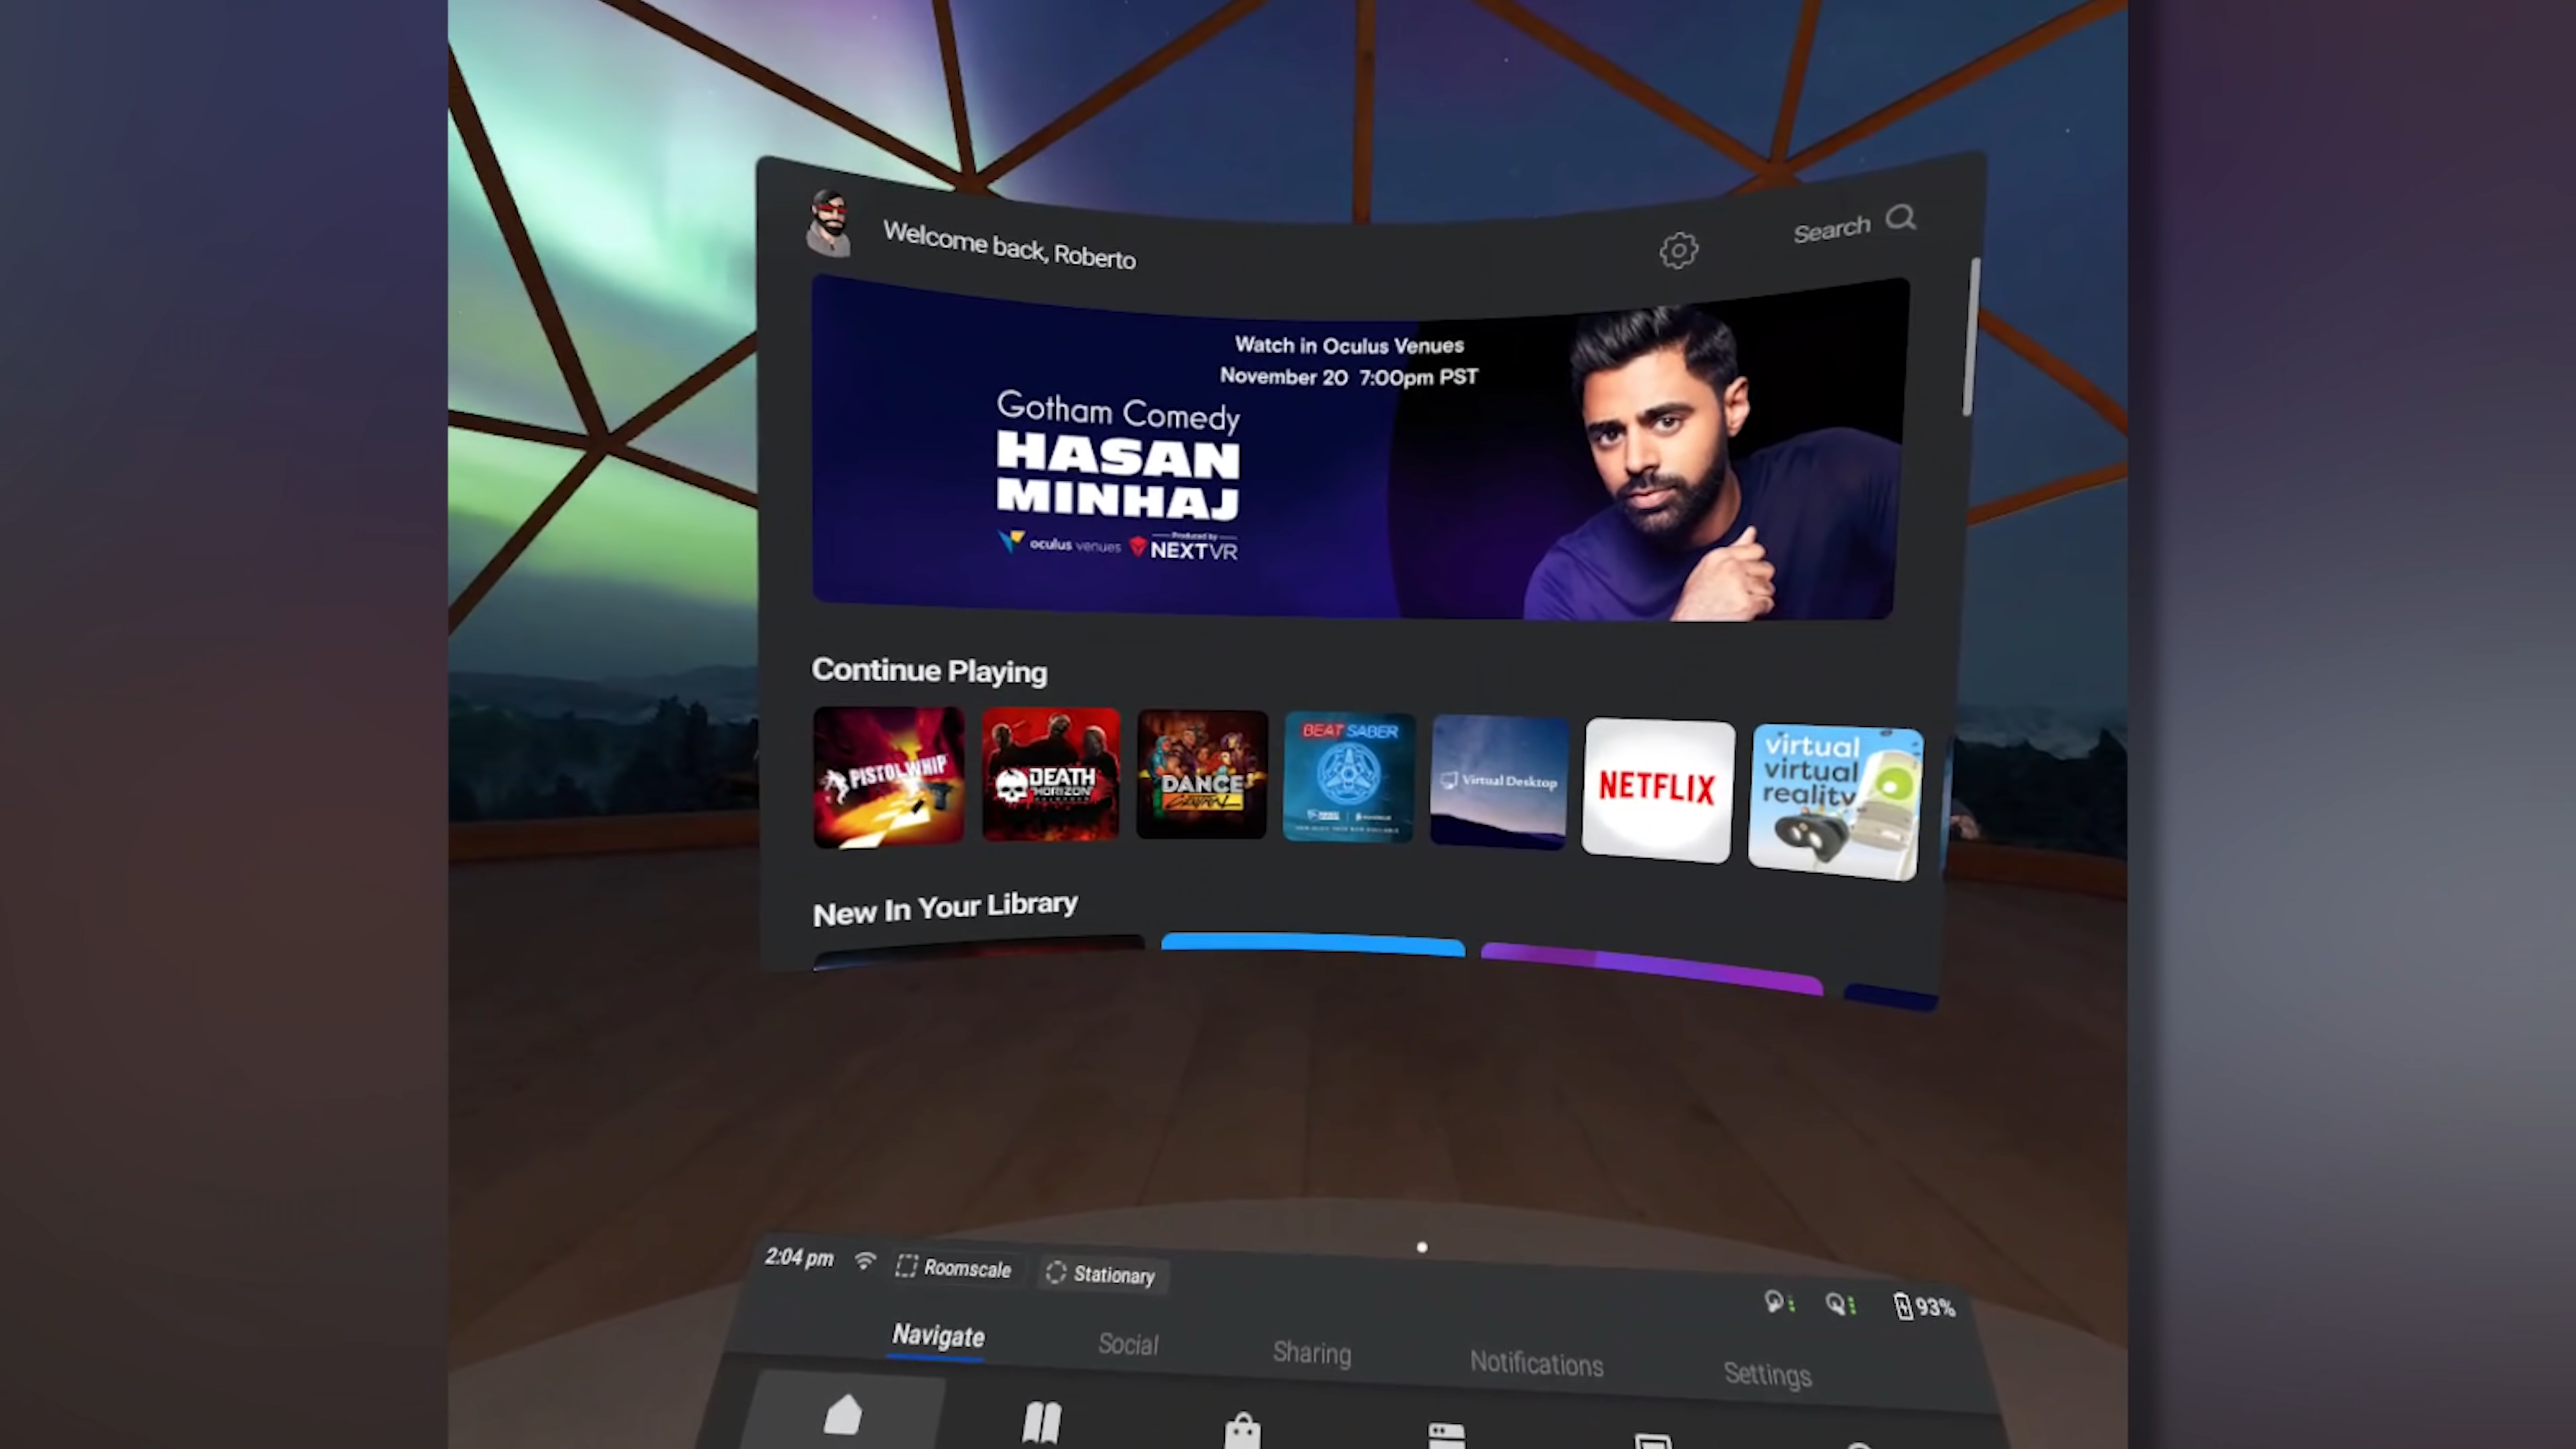 Welcome back, Roberto
Search
Watch in Oculus Venues
November 20 7:00pm PST
Gotham Comedy
HASAN
MINHAJ
oculus venues
Produced by
NEXTVR
Continue Playing
PISTOL WHIP
DEATH
HORIZON
DANCE
CENTRAL
BEAT SABER
Virtual Desktop
NETFLIX
virtual
virtual
reality
New In Your Library
2:04 pm
Roomscale
Stationary
93%
Navigate
Social
Sharing
Notifications
Settings